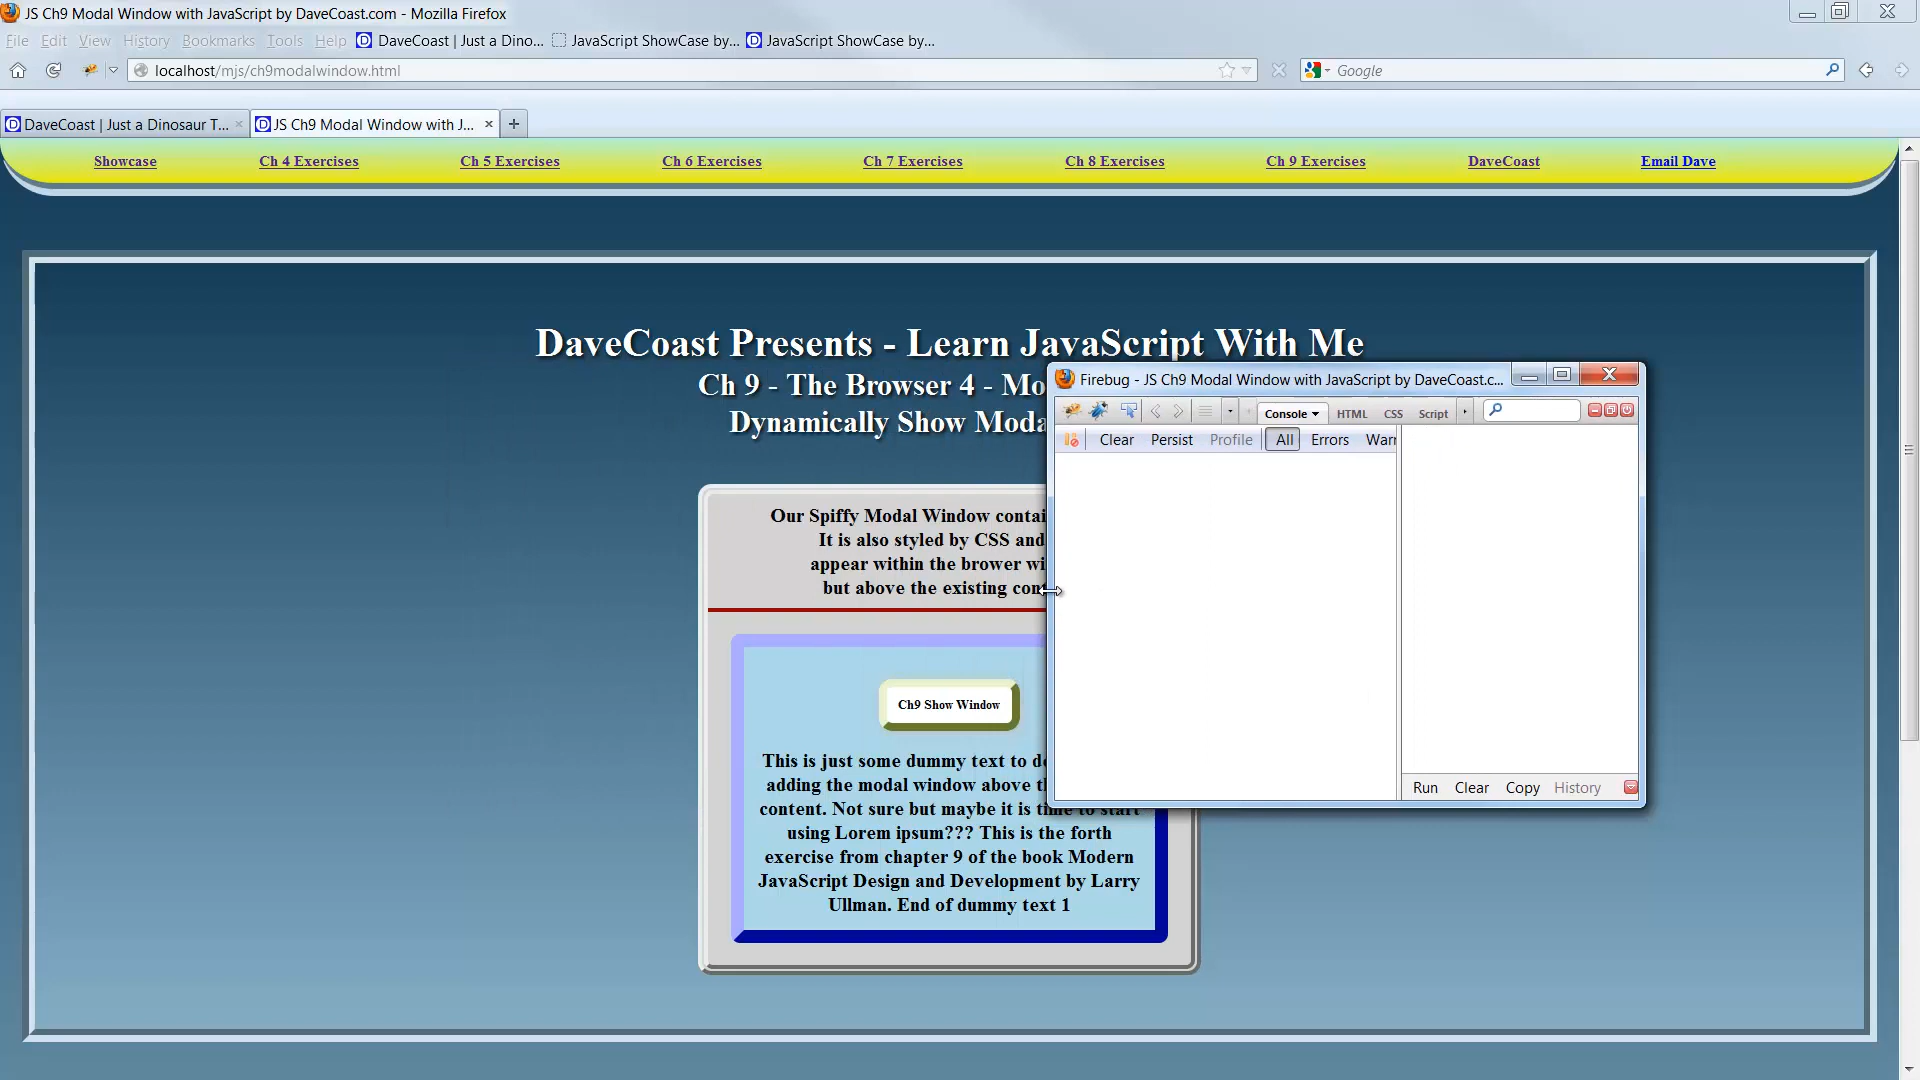 JS Ch9 Modal Window with JavaScript by DaveCoast.com - Mozilla Firefox
File Edit View History Bookmarks Tools Help DaveCoast | Just a Dino... JavaScript ShowCase by... JavaScript ShowCase by...
localhost/mjs/ch9modalwindow.html Google
DaveCoast | Just a Dinosaur T... JS Ch9 Modal Window with J...
Showcase Ch 4 Exercises Ch 5 Exercises Ch 6 Exercises Ch 7 Exercises Ch 8 Exercises Ch 9 Exercises DaveCoast Email Dave
DaveCoast Presents - Learn JavaScript With Me
Ch 9 - The Browser 4 - Mo
Dynamically Show Moda
Firebug - JS Ch9 Modal Window with JavaScript by DaveCoast.c...
Console HTML CSS Script
Clear Persist Profile All Errors Warr
Our Spiffy Modal Window contai
It is also styled by CSS and
appear within the brower wi
but above the existing con
Ch9 Show Window
This is just some dummy text to de
adding the modal window above th
content. Not sure but maybe it is time to start
using Lorem ipsum??? This is the forth
exercise from chapter 9 of the book Modern
JavaScript Design and Development by Larry
Ullman. End of dummy text 1
Run Clear Copy History